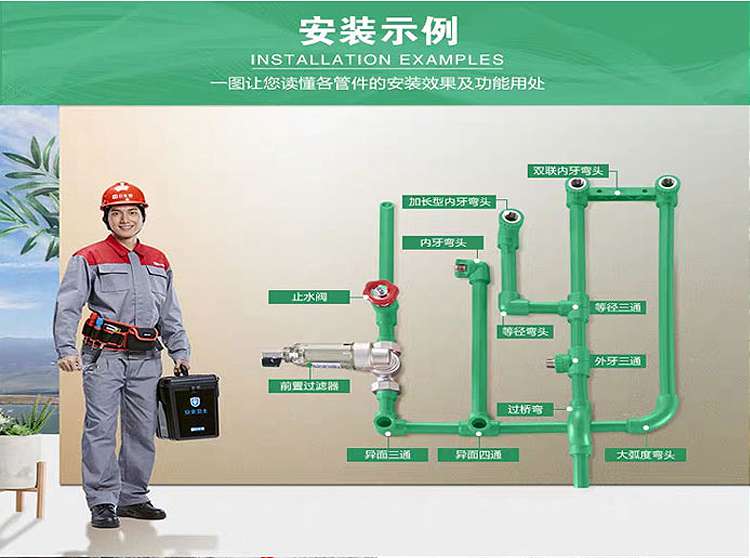 安装示例
INSTALLATION EXAMPLES
一图让您读懂各管件的安装效果及功能用处
双联内牙弯头
加长型内牙弯头
内牙弯头
止水阀
等径三通
等径弯头
外牙三通
前置过滤器
过桥弯
异面三通
异面四通
大弧度弯头